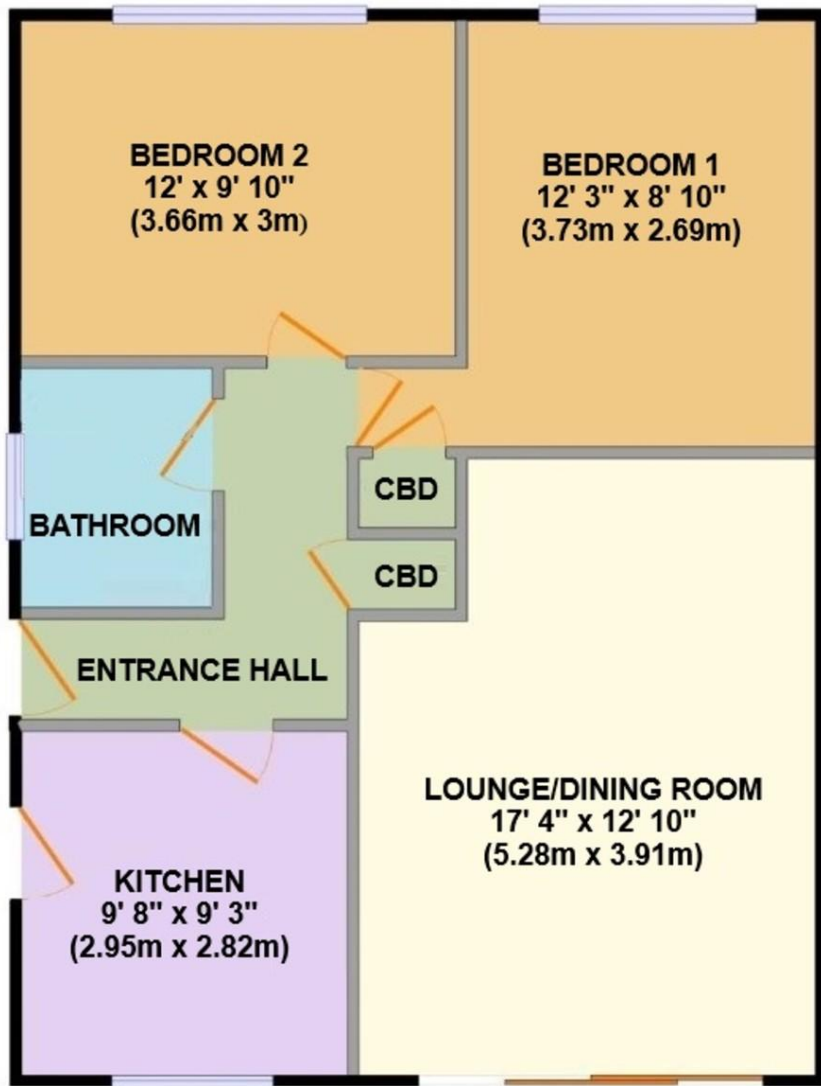 BEDROOM 2
12' x 9' 10"
(3.66m x 3m)
BEDROOM 1
12' 3" x 8' 10"
(3.73m x 2.69m)
CBD
BATHROOM
CBD
ENTRANCE HALL
LOUNGE/DINING ROOM
17' 4" x 12' 10"
(5.28m x 3.91m)
KITCHEN
9' 8" x 9' 3"
(2.95m x 2.82m)